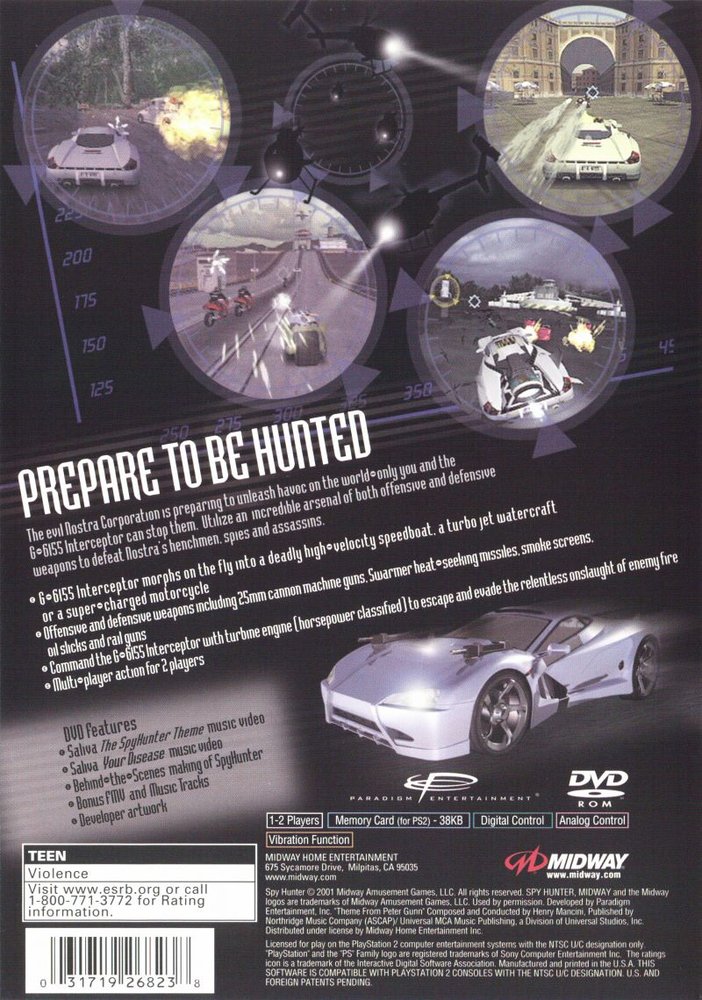 225
200
175
150
125
250 275 300 325 350
45
PREPARE TO BE HUNTED
The evil Nostra Corporation is preparing to unleash havoc on the world•only you and the
G•6155 Interceptor can stop them. Utilize an incredible arsenal of both offensive and defensive
weapons to defeat Nostra's henchmen, spies and assassins.
• G•6155 Interceptor morphs on the fly into a deadly high•velocity speedboat, a turbo jet watercraft
or a super•charged motorcycle
• Offensive and defensive weapons including 25mm cannon machine guns, Swarmer heat•seeking missiles, smoke screens,
oil slicks and rail guns
• Command the G•6155 Interceptor with turbine engine (horsepower classified) to escape and evade the relentless onslaught of enemy fire
• Multi•player action for 2 players
DVD Features
• Saliva The SpyHunter Theme music video
• Saliva Your Disease music video
• Behind•the•Scenes making of SpyHunter
• Bonus FMV and Music Tracks
• Developer artwork
PARADIGM ENTERTAINMENT
DVD
ROM
1-2 Players
Memory Card (for PS2) - 38KB
Digital Control
Analog Control
Vibration Function
MIDWAY HOME ENTERTAINMENT
675 Sycamore Drive, Milpitas, CA 95035
www.midway.com
MIDWAY
www.midway.com
TEEN
Violence
Visit www.esrb.org or call
1-800-771-3772 for Rating
information.
Spy Hunter © 2001 Midway Amusement Games, LLC. All rights reserved. SPY HUNTER, MIDWAY and the Midway
logos are trademarks of Midway Amusement Games, LLC. Used by permission. Developed by Paradigm
Entertainment, Inc. "Theme From Peter Gunn" Composed and Conducted by Henry Mancini, Published by
Northridge Music Company (ASCAP)/ Universal MCA Music Publishing, a Division of Universal Studios, Inc.
Distributed under license by Midway Home Entertainment Inc.
Licensed for play on the PlayStation 2 computer entertainment systems with the NTSC U/C designation only.
"PlayStation" and the "PS" Family logo are registered trademarks of Sony Computer Entertainment Inc. The ratings
icon is a trademark of the Interactive Digital Software Association. Manufactured and printed in the U.S.A. THIS
SOFTWARE IS COMPATIBLE WITH PLAYSTATION 2 CONSOLES WITH THE NTSC U/C DESIGNATION. U.S. AND
FOREIGN PATENTS PENDING.
0 31719 26823 8